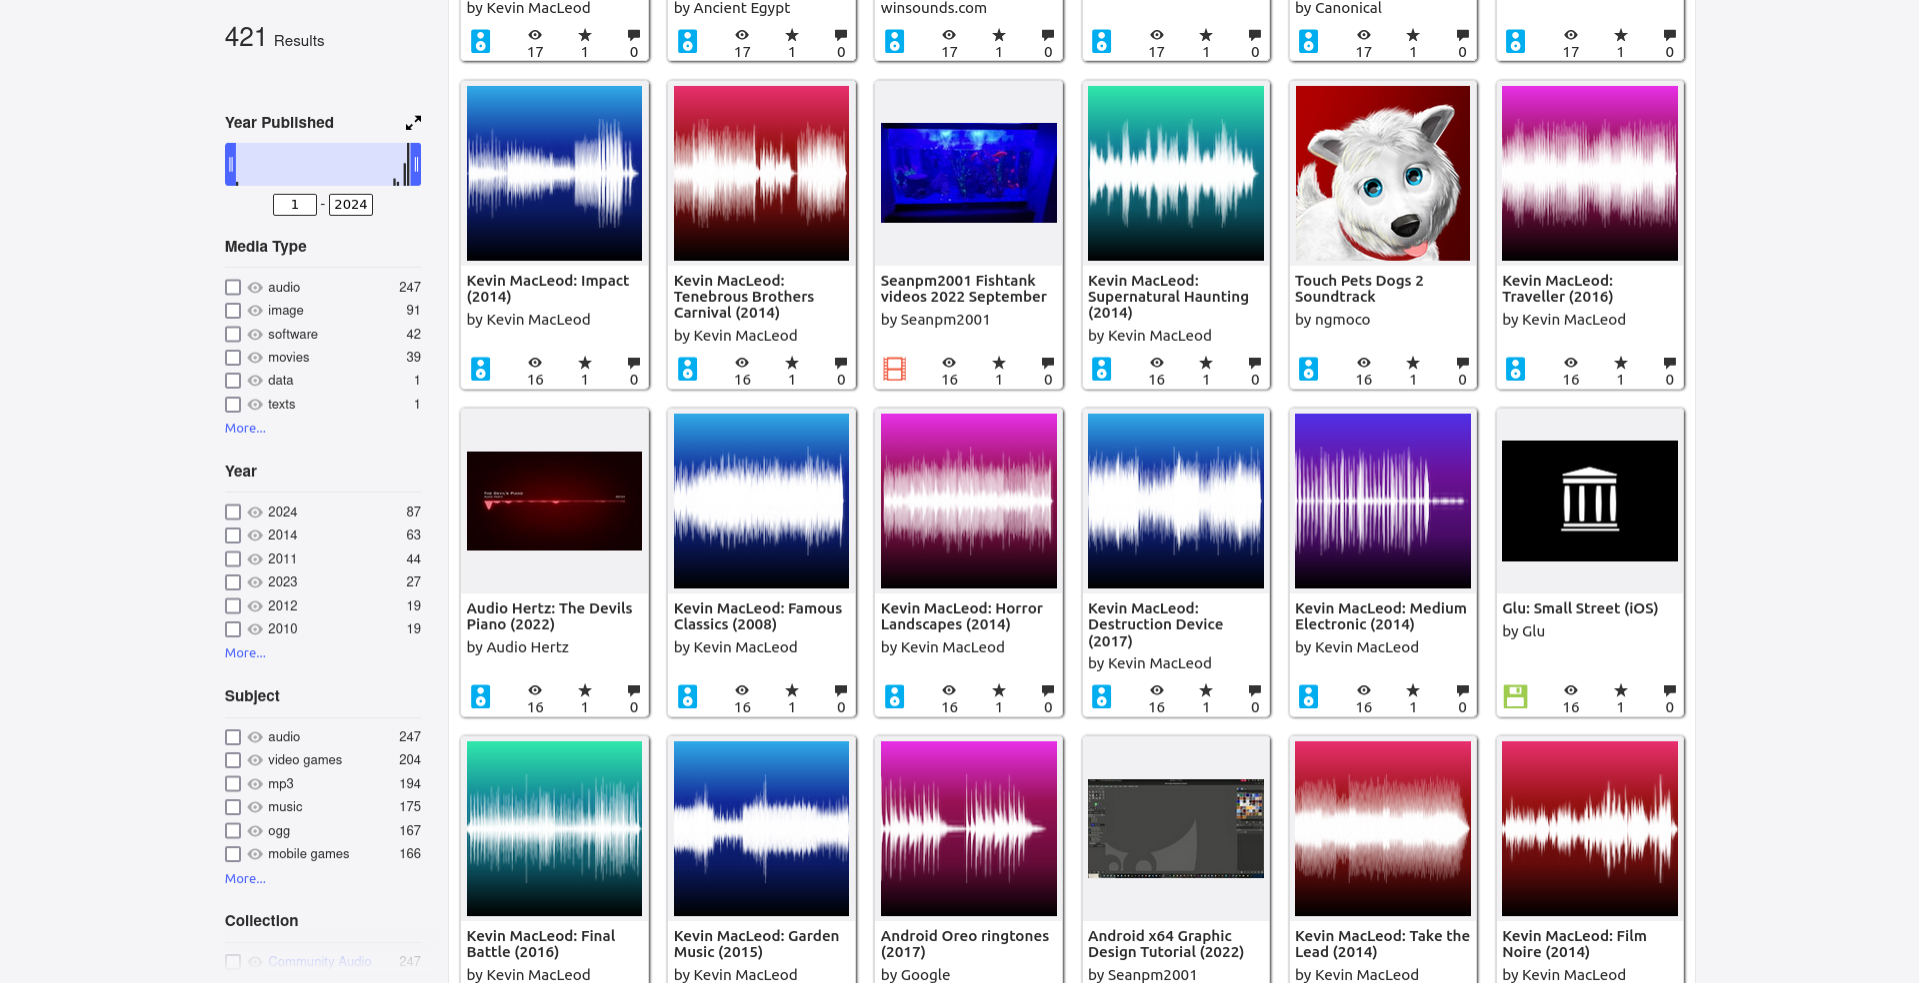 421 Results
Year Published
1 - 2024
Media Type
audio 247
image 91
software 42
movies 39
data 1
texts 1
More...
Year
2024 87
2014 63
2011 44
2023 27
2012 19
2010 19
More...
Subject
audio 247
video games 204
mp3 194
music 175
ogg 167
mobile games 166
More...
Collection
Community Audio 247
by Kevin MacLeod
17 1 0
by Ancient Egypt
17 1 0
winsounds.com
17 1 0
17 1 0
by Canonical
17 1 0
17 1 0
Kevin MacLeod: Impact
(2014)
by Kevin MacLeod
16 1 0
Kevin MacLeod:
Tenebrous Brothers
Carnival (2014)
by Kevin MacLeod
16 1 0
Seanpm2001 Fishtank
videos 2022 September
by Seanpm2001
16 1 0
Kevin MacLeod:
Supernatural Haunting
(2014)
by Kevin MacLeod
16 1 0
Touch Pets Dogs 2
Soundtrack
by ngmoco
16 1 0
Kevin MacLeod:
Traveller (2016)
by Kevin MacLeod
16 1 0
Audio Hertz: The Devils
Piano (2022)
by Audio Hertz
16 1 0
Kevin MacLeod: Famous
Classics (2008)
by Kevin MacLeod
16 1 0
Kevin MacLeod: Horror
Landscapes (2014)
by Kevin MacLeod
16 1 0
Kevin MacLeod:
Destruction Device
(2017)
by Kevin MacLeod
16 1 0
Kevin MacLeod: Medium
Electronic (2014)
by Kevin MacLeod
16 1 0
Glu: Small Street (iOS)
by Glu
16 1 0
Kevin MacLeod: Final
Battle (2016)
by Kevin MacLeod
Kevin MacLeod: Garden
Music (2015)
by Kevin MacLeod
Android Oreo ringtones
(2017)
by Google
Android x64 Graphic
Design Tutorial (2022)
by Seanpm2001
Kevin MacLeod: Take the
Lead (2014)
by Kevin MacLeod
Kevin MacLeod: Film
Noire (2014)
by Kevin MacLeod